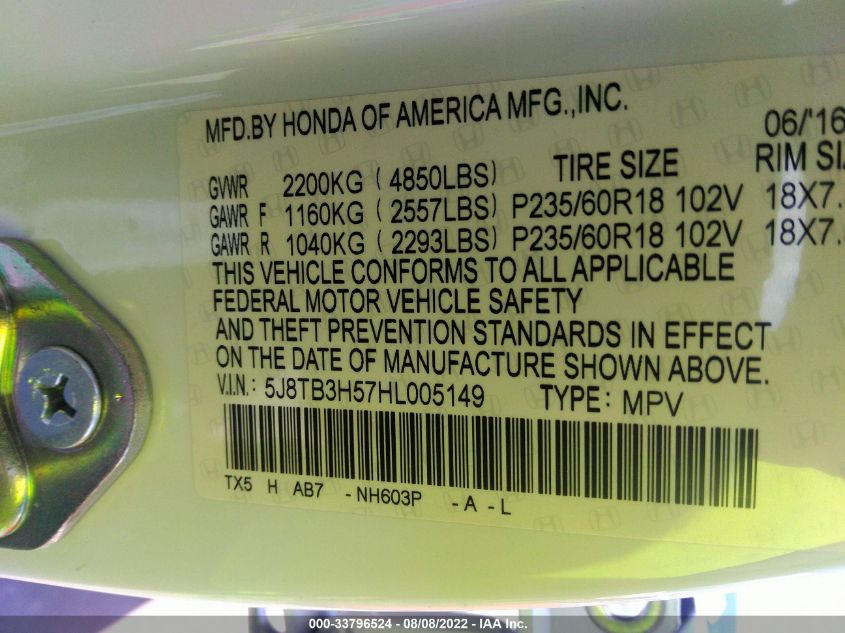 MFD.BY HONDA OF AMERICA MFG.,INC. 06/'16
TIRE SIZE RIM
GVWR 2200KG ( 4850LBS)
GAWR F 1160KG ( 2557LBS) P235/60R18 102V 18X7.
GAWR R 1040KG ( 2293LBS) P235/60R18 102V 18X7.
THIS VEHICLE CONFORMS TO ALL APPLICABLE
FEDERAL MOTOR VEHICLE SAFETY
AND THEFT PREVENTION STANDARDS IN EFFECT
ON THE DATE OF MANUFACTURE SHOWN ABOVE.
V.I.N.: 5J8TB3H57HL005149 TYPE: MPV
TX5 H AB7 -NH603P -A -L
000-33796524 - 08/08/2022 - IAA Inc.